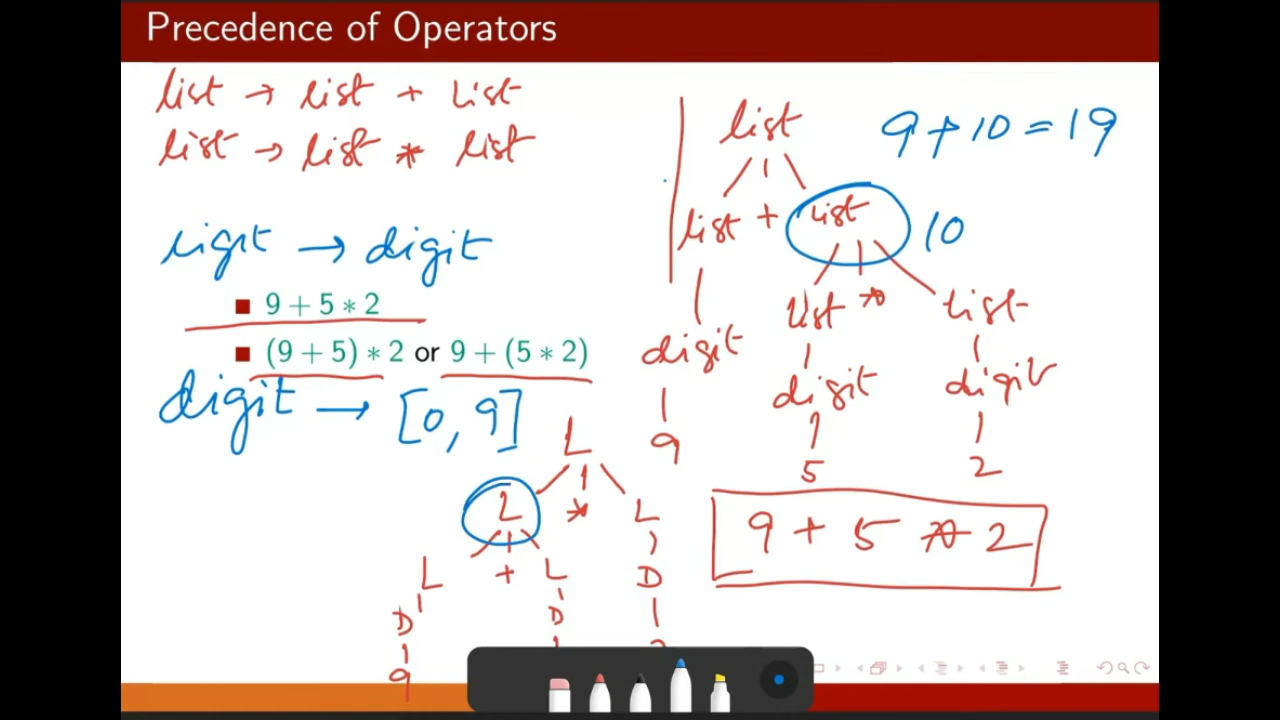 Precedence of Operators
list → list + list
list → list * list
list → digit
9 + 5 * 2
(9 + 5) * 2 or 9 + (5 * 2)
digit → [0, 9]
list
9 + 10 = 19
list + list 10
list * list
digit
digit digit
9
5 2
9 + 5 * 2
L
L * L
L + L D
D D
9